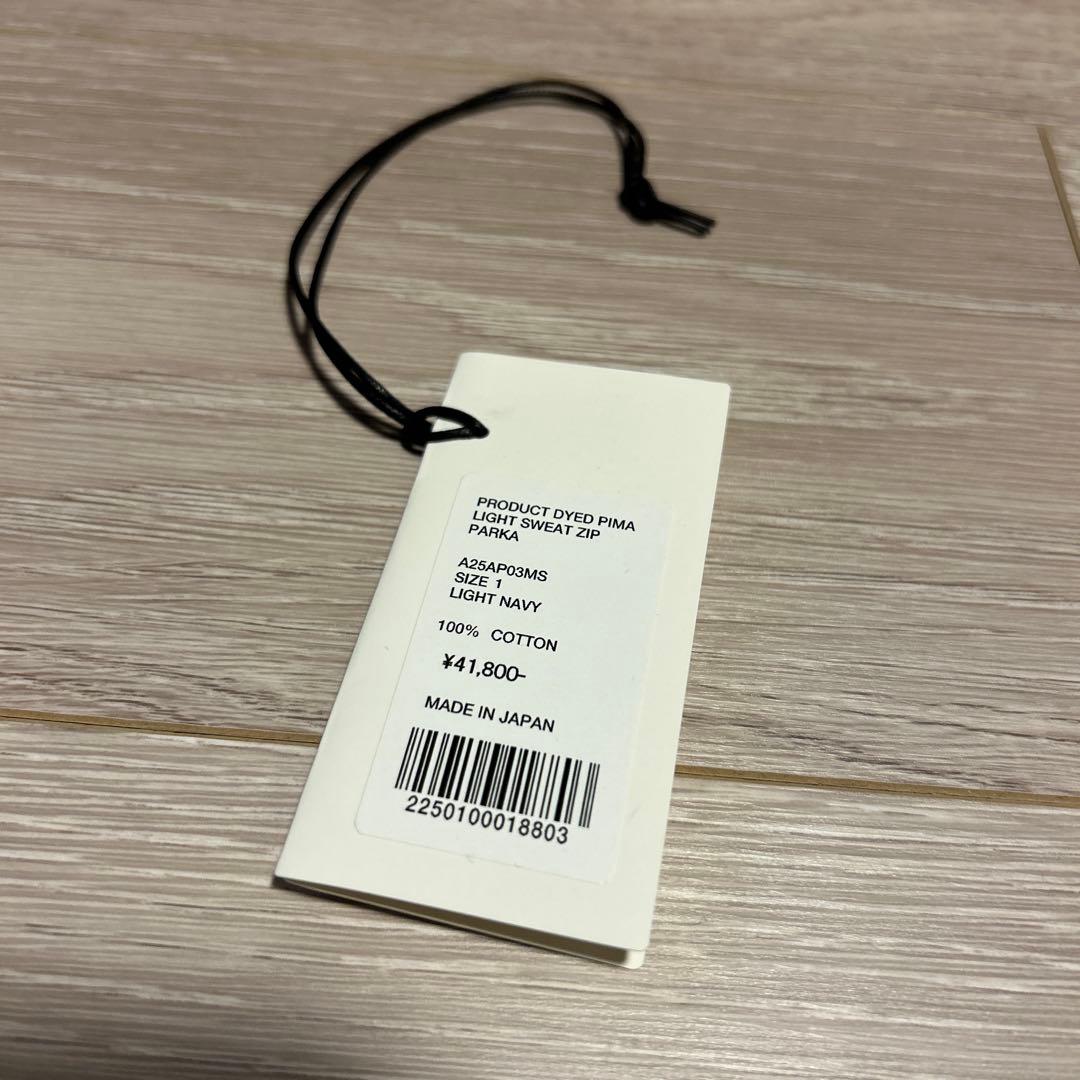 PRODUCT DYED PIMA
LIGHT SWEAT ZIP
PARKA
A25AP03MS
SIZE 1
LIGHT NAVY
100% COTTON
¥41,800-
MADE IN JAPAN
2250100018803